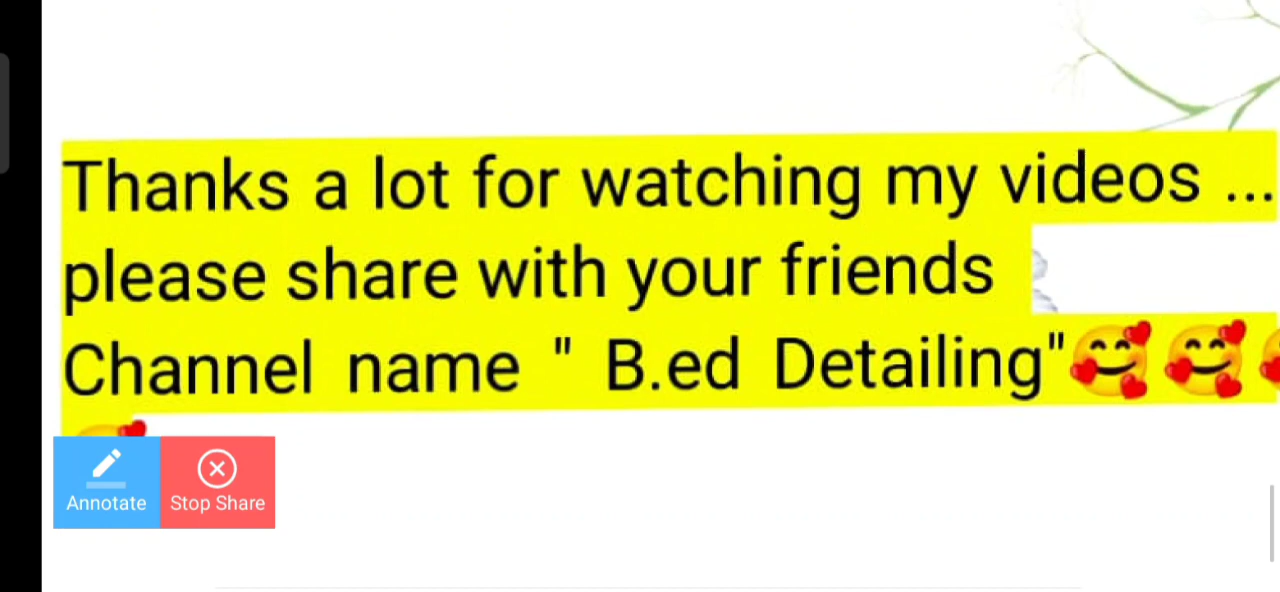 Thanks a lot for watching my videos ...
please share with your friends
Channel name " B.ed Detailing"🥰🥰🥰
🥰
Annotate
Stop Share